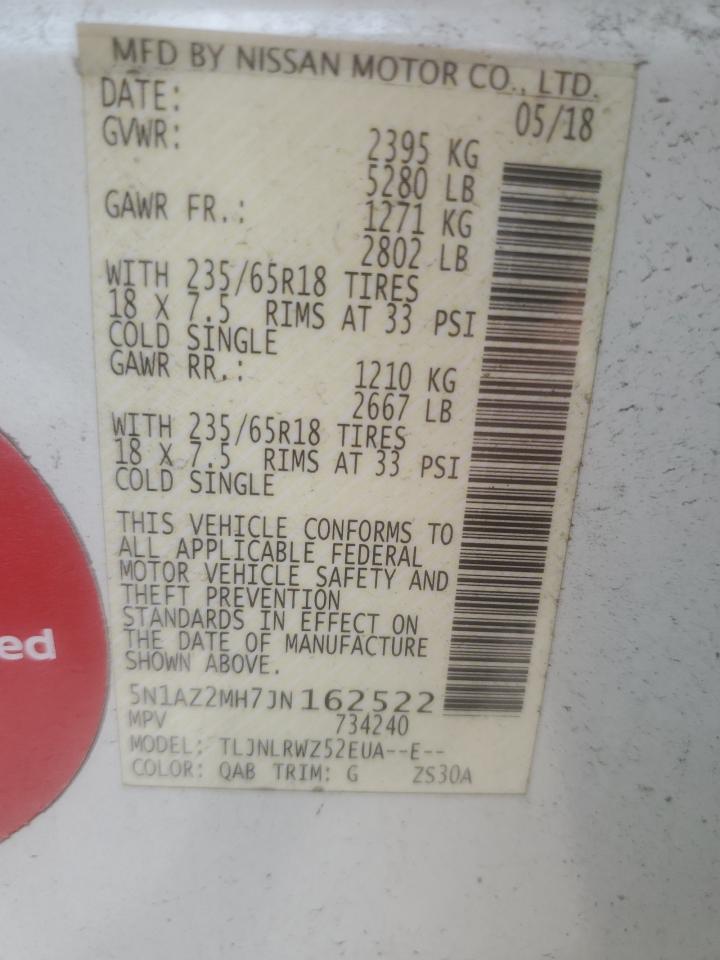 MFD BY NISSAN MOTOR CO., LTD.
DATE: 05/18
GVWR: 2395 KG
5280 LB
GAWR FR.: 1271 KG
2802 LB
WITH 235/65R18 TIRES
18 X 7.5 RIMS AT 33 PSI
COLD SINGLE
GAWR RR.: 1210 KG
2667 LB
WITH 235/65R18 TIRES
18 X 7.5 RIMS AT 33 PSI
COLD SINGLE
THIS VEHICLE CONFORMS TO
ALL APPLICABLE FEDERAL
MOTOR VEHICLE SAFETY AND
THEFT PREVENTION
STANDARDS IN EFFECT ON
THE DATE OF MANUFACTURE
SHOWN ABOVE.
5N1AZ2MH7JN162522
MPV 734240
MODEL: TLJNLRWZ52EUA--E--
COLOR: QAB TRIM: G ZS30A
ed